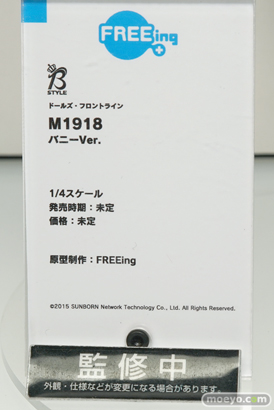 FREEing
B
STYLE
ドールズ・フロントライン
M1918
バニーVer.
1/4スケール
発売時期：未定
価格：未定
原型制作：FREEing
©2015 SUNBORN Network Technology Co., Ltd. All Rights Reserved.
監修中
外観・仕様などが変更になる場合があります。
moeyo.com